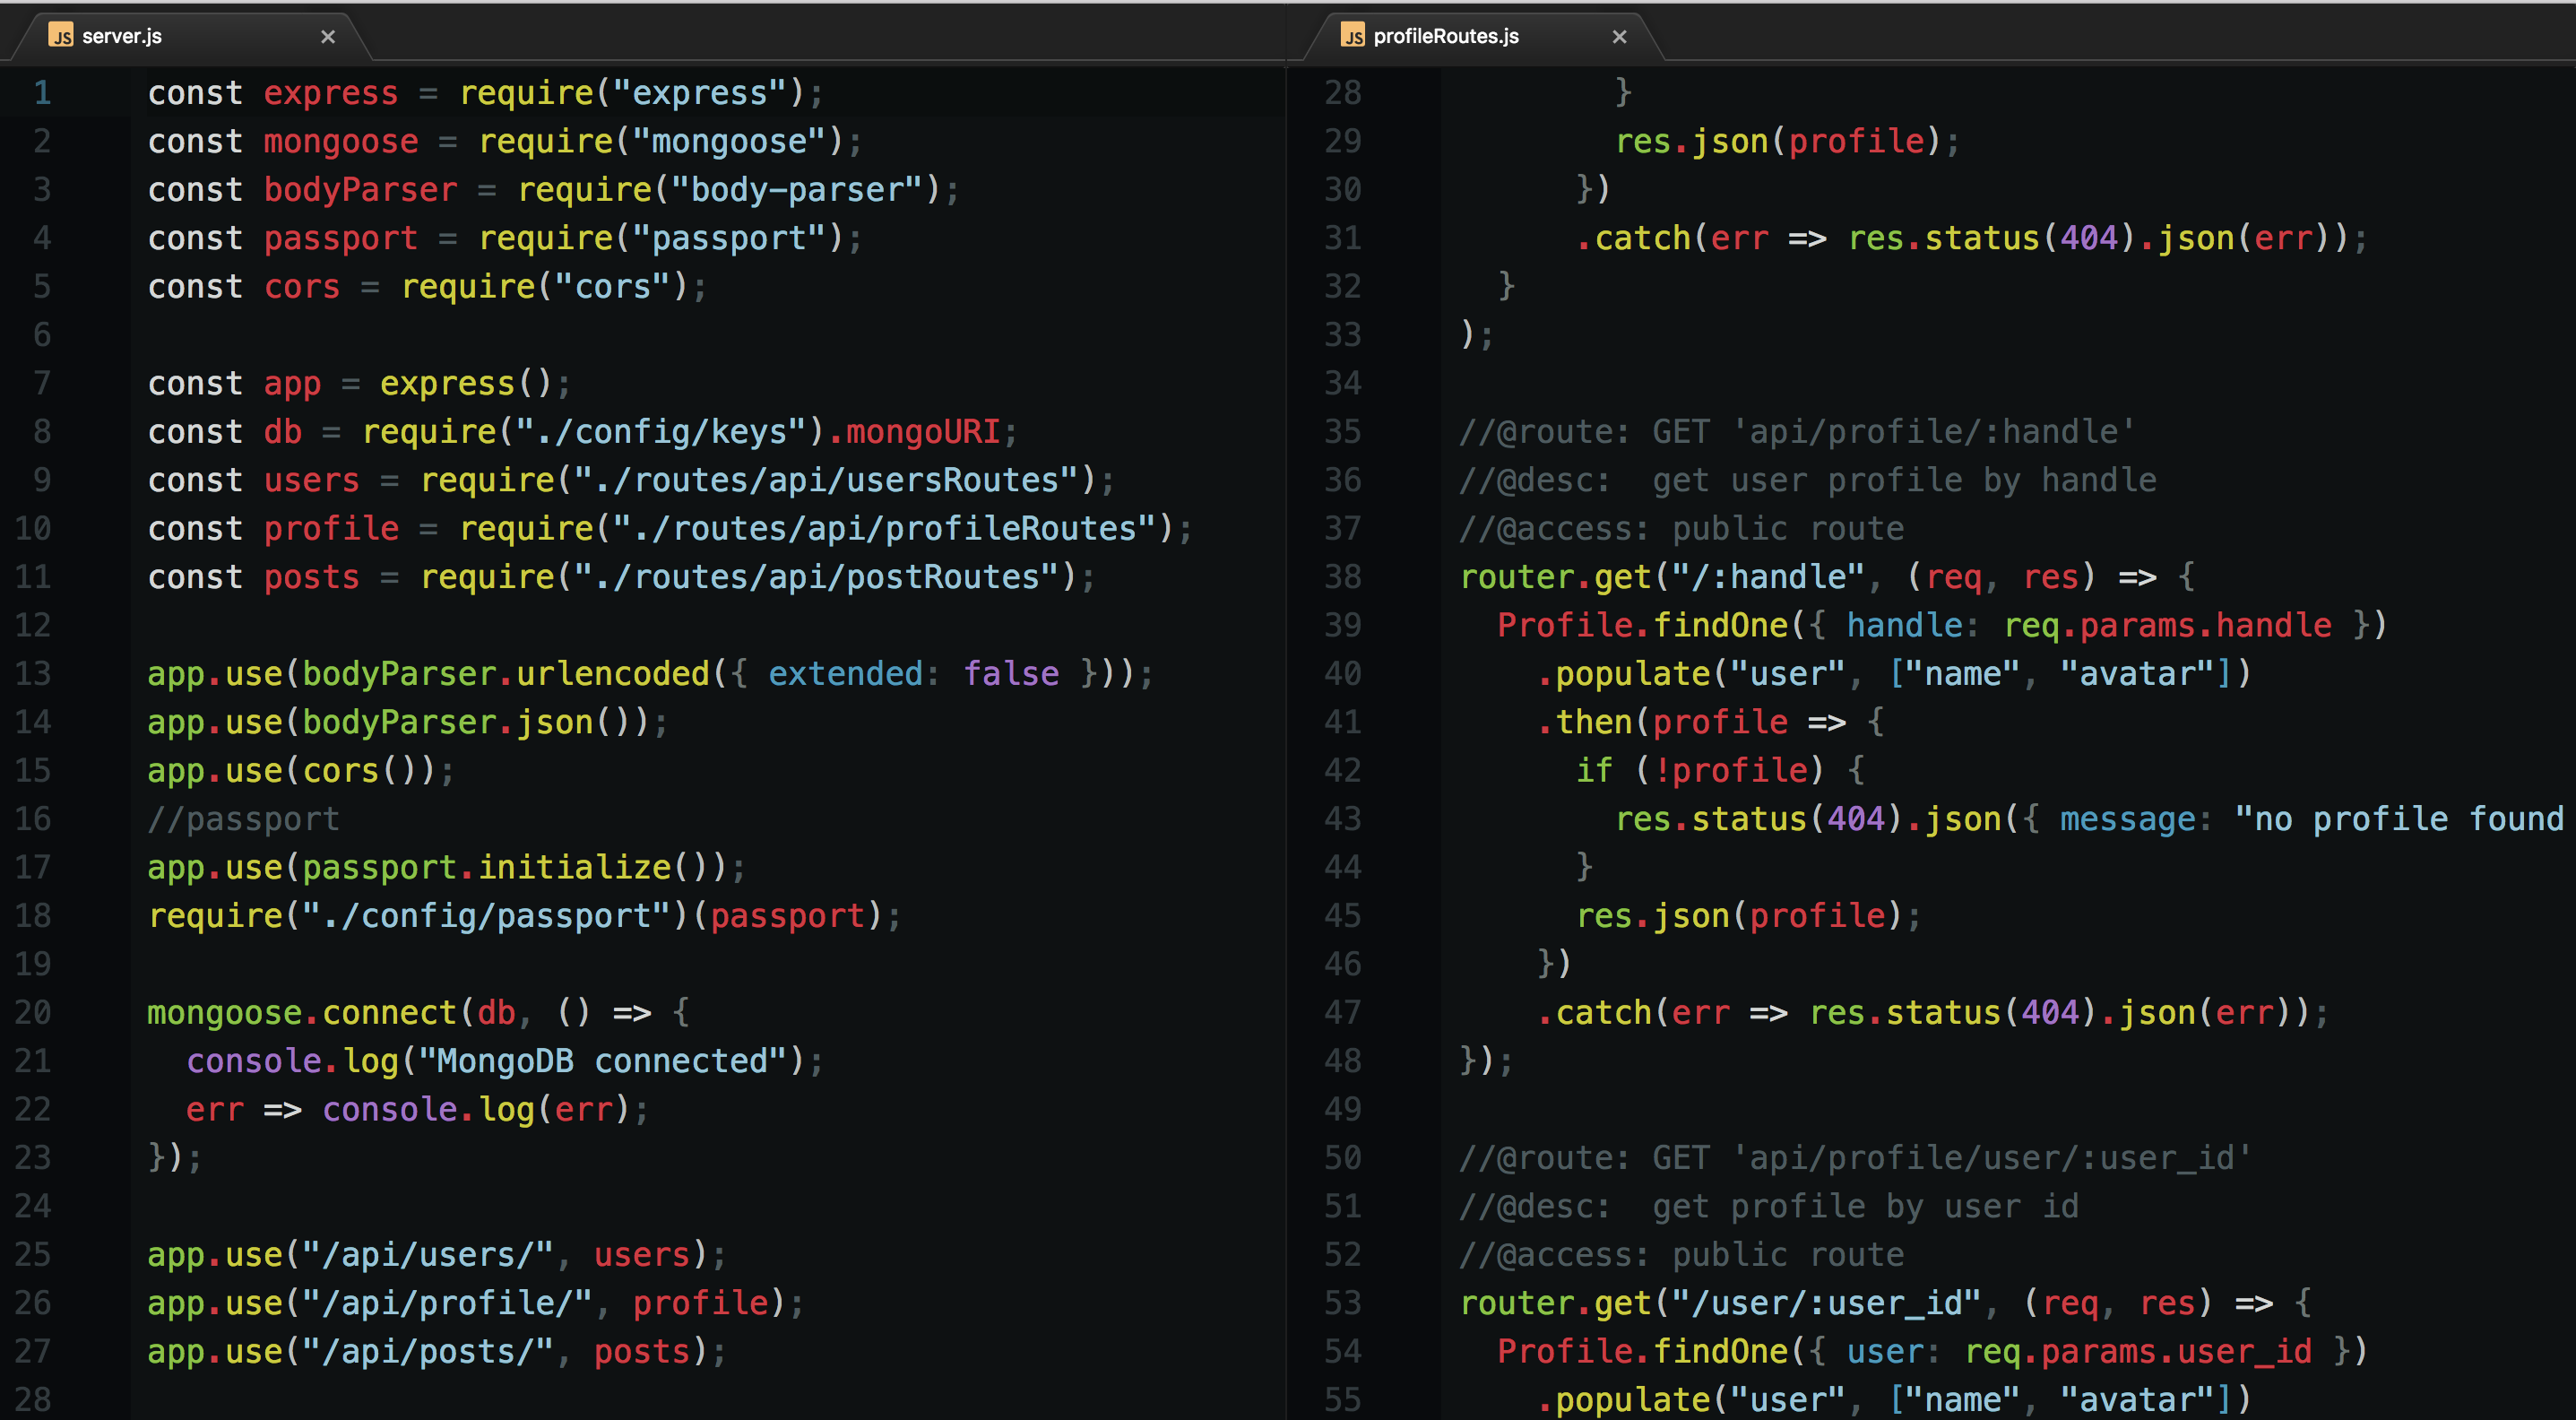 server.js
1 const express = require("express");
2 const mongoose = require("mongoose");
3 const bodyParser = require("body-parser");
4 const passport = require("passport");
5 const cors = require("cors");
6
7 const app = express();
8 const db = require("./config/keys").mongoURI;
9 const users = require("./routes/api/usersRoutes");
10 const profile = require("./routes/api/profileRoutes");
11 const posts = require("./routes/api/postRoutes");
12
13 app.use(bodyParser.urlencoded({ extended: false }));
14 app.use(bodyParser.json());
15 app.use(cors());
16 //passport
17 app.use(passport.initialize());
18 require("./config/passport")(passport);
19
20 mongoose.connect(db, () => {
21   console.log("MongoDB connected");
22   err => console.log(err);
23 });
24
25 app.use("/api/users/", users);
26 app.use("/api/profile/", profile);
27 app.use("/api/posts/", posts);
28
profileRoutes.js
28         }
29         res.json(profile);
30       })
31       .catch(err => res.status(404).json(err));
32   }
33 );
34
35 //@route: GET 'api/profile/:handle'
36 //@desc:  get user profile by handle
37 //@access: public route
38 router.get("/:handle", (req, res) => {
39   Profile.findOne({ handle: req.params.handle })
40     .populate("user", ["name", "avatar"])
41     .then(profile => {
42       if (!profile) {
43         res.status(404).json({ message: "no profile found
44       }
45       res.json(profile);
46     })
47     .catch(err => res.status(404).json(err));
48 });
49
50 //@route: GET 'api/profile/user/:user_id'
51 //@desc:  get profile by user id
52 //@access: public route
53 router.get("/user/:user_id", (req, res) => {
54   Profile.findOne({ user: req.params.user_id })
55     .populate("user", ["name", "avatar"])